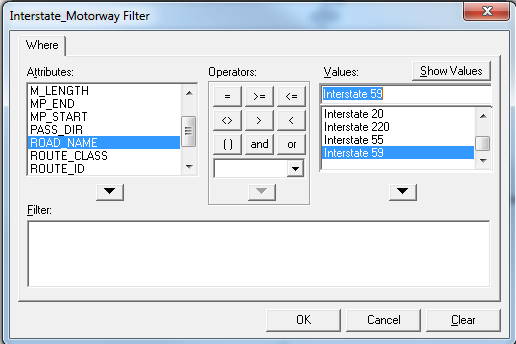 Interstate_Motorway Filter
Where
Attributes:
Operators:
Values:
Show Values
M_LENGTH
MP_END
MP_START
PASS_DIR
ROAD_NAME
ROUTE_CLASS
ROUTE_ID
= >= <=
<> > <
( ) and or
Interstate 59
Interstate 20
Interstate 220
Interstate 55
Interstate 59
Filter:
OK
Cancel
Clear